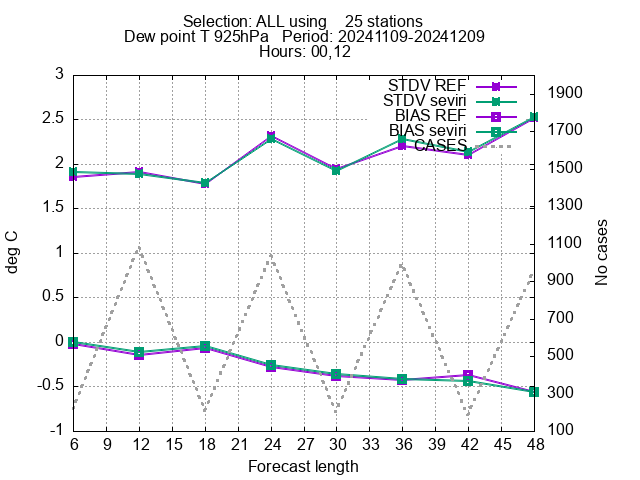 Selection: ALL using    25 stations
Dew point T 925hPa   Period: 20241109-20241209
Hours: 00,12
STDV REF
STDV seviri
BIAS REF
BIAS seviri
CASES
3
2.5
2
1.5
1
0.5
0
-0.5
-1
deg C
1900
1700
1500
1300
1100
900
700
500
300
100
No cases
6 9 12 15 18 21 24 27 30 33 36 39 42 45 48
Forecast length